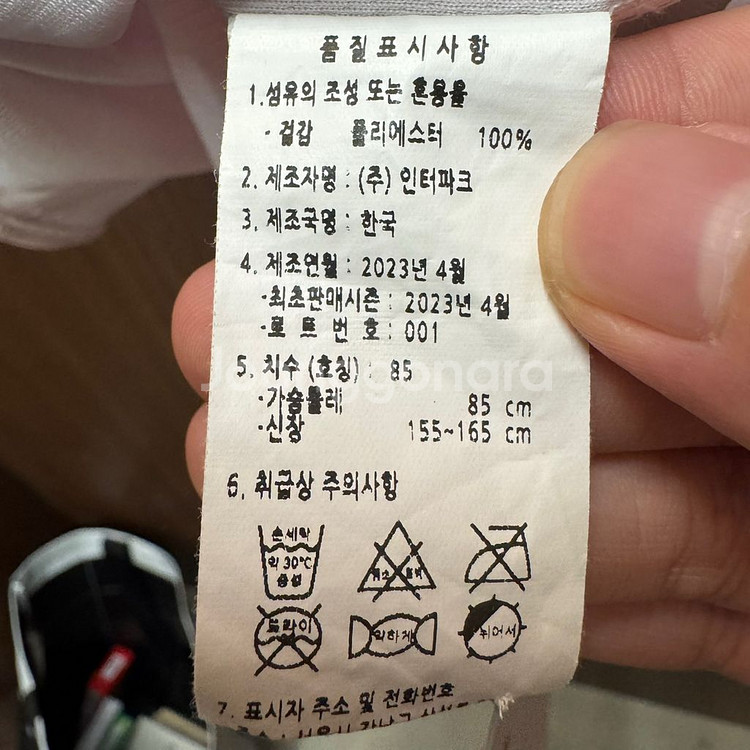 품질표시사항
1.섬유의 조성 또는 혼용율
- 겉감 폴리에스터 100%
2. 제조자명 : (주) 인터파크
3. 제조국명 : 한국
4. 제조연월 : 2023년 4월
·최초판매시즌 : 2023년 4월
·로트번호 : 001
5. 치수 (호칭) : 85
·가슴둘레 85 cm
·신장 155~165 cm
6. 취급상 주의사항
손세탁
약 30℃
중성
드라이
약하게
뉘어서
7. 표시자 주소 및 전화번호
joonggonara